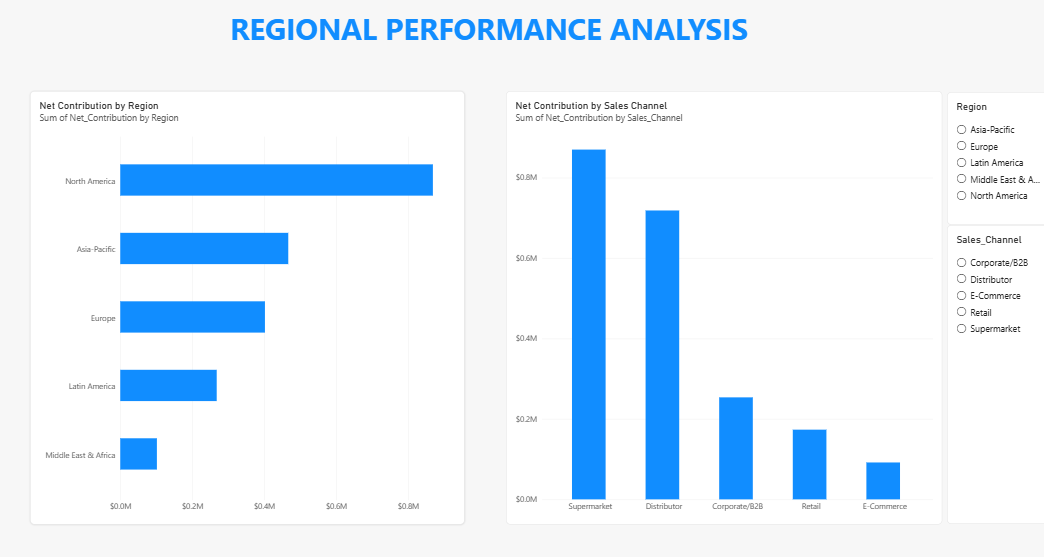 REGIONAL PERFORMANCE ANALYSIS
Net Contribution by Region
Sum of Net_Contribution by Region
North America
Asia-Pacific
Europe
Latin America
Middle East & Africa
$0.0M $0.2M $0.4M $0.6M $0.8M
Net Contribution by Sales Channel
Sum of Net_Contribution by Sales_Channel
$0.8M
$0.6M
$0.4M
$0.2M
$0.0M
Supermarket Distributor Corporate/B2B Retail E-Commerce
Region
Asia-Pacific
Europe
Latin America
Middle East & A...
North America
Sales_Channel
Corporate/B2B
Distributor
E-Commerce
Retail
Supermarket